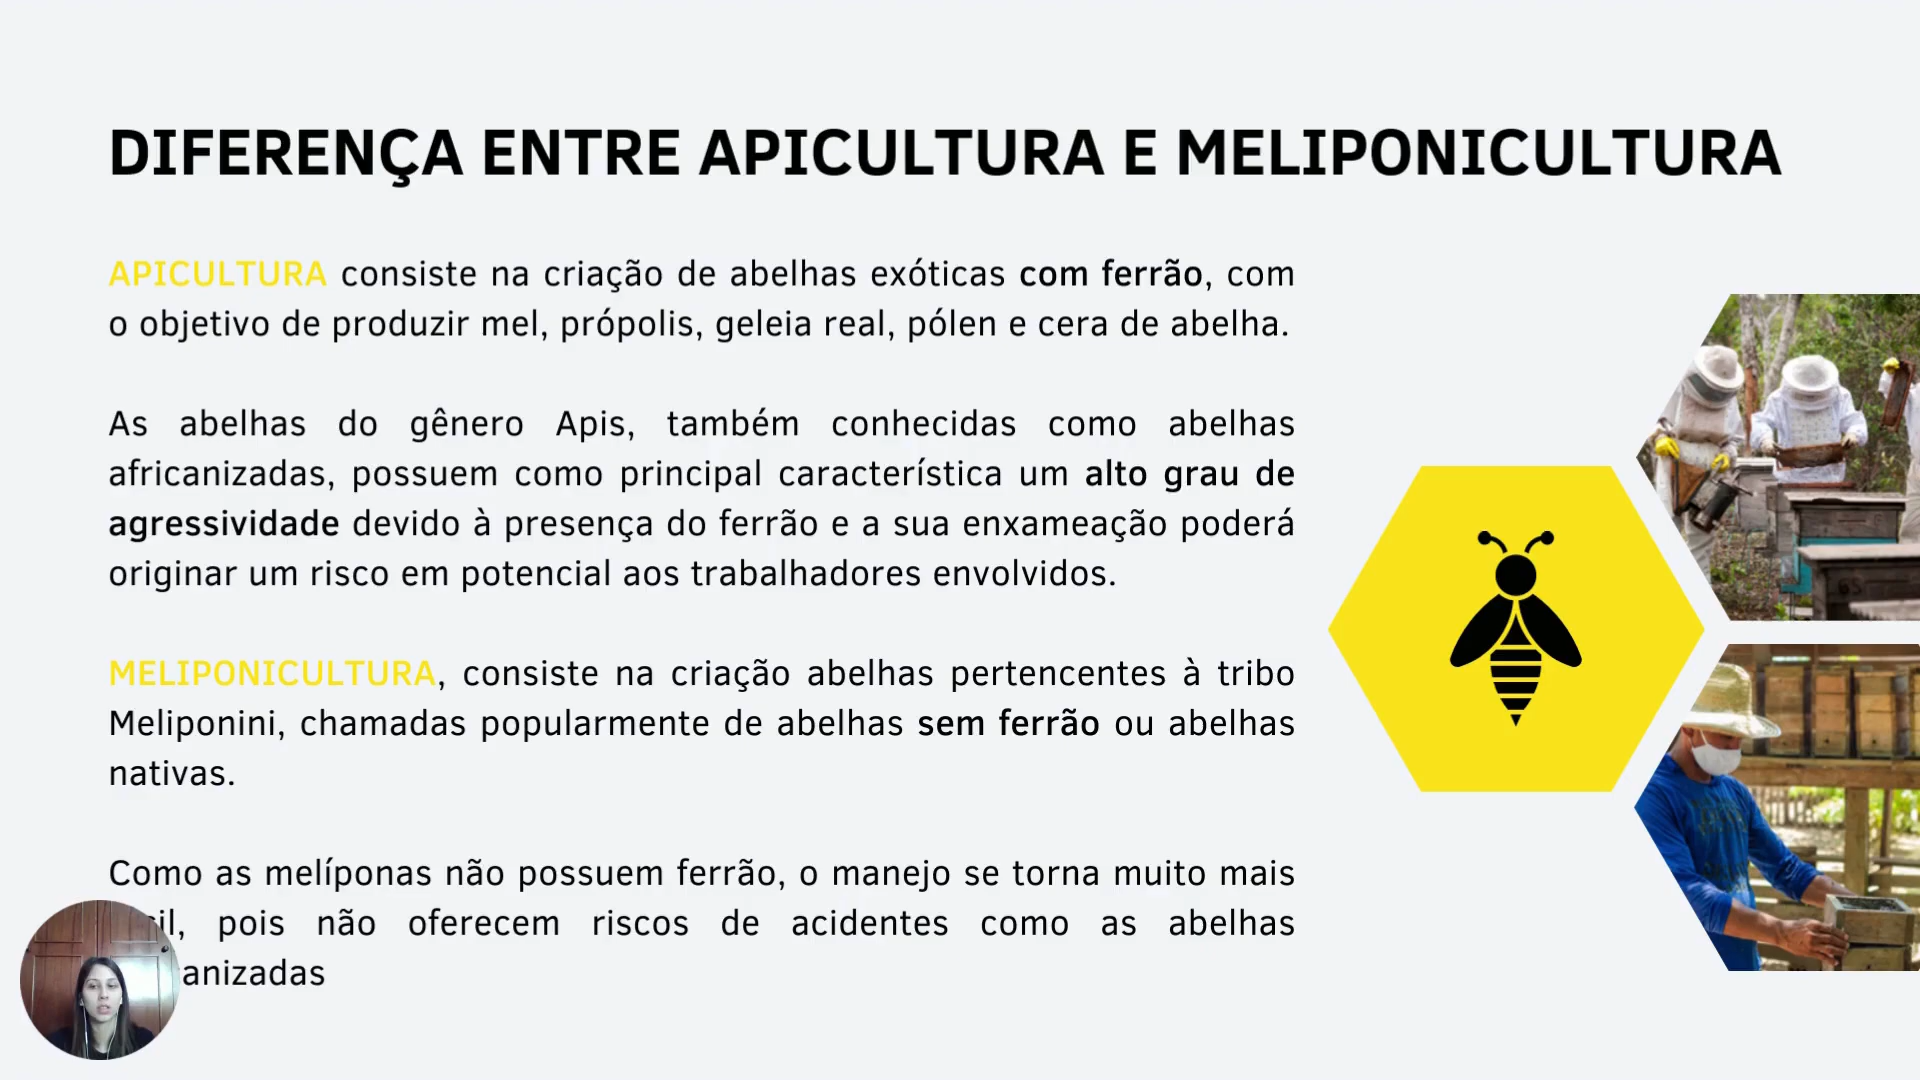 DIFERENÇA ENTRE APICULTURA E MELIPONICULTURA
APICULTURA consiste na criação de abelhas exóticas com ferrão, com
o objetivo de produzir mel, própolis, geleia real, pólen e cera de abelha.
As abelhas do gênero Apis, também conhecidas como abelhas
africanizadas, possuem como principal característica um alto grau de
agressividade devido à presença do ferrão e a sua enxameação poderá
originar um risco em potencial aos trabalhadores envolvidos.
MELIPONICULTURA, consiste na criação abelhas pertencentes à tribo
Meliponini, chamadas popularmente de abelhas sem ferrão ou abelhas
nativas.
Como as melíponas não possuem ferrão, o manejo se torna muito mais
pois não oferecem riscos de acidentes como as abelhas